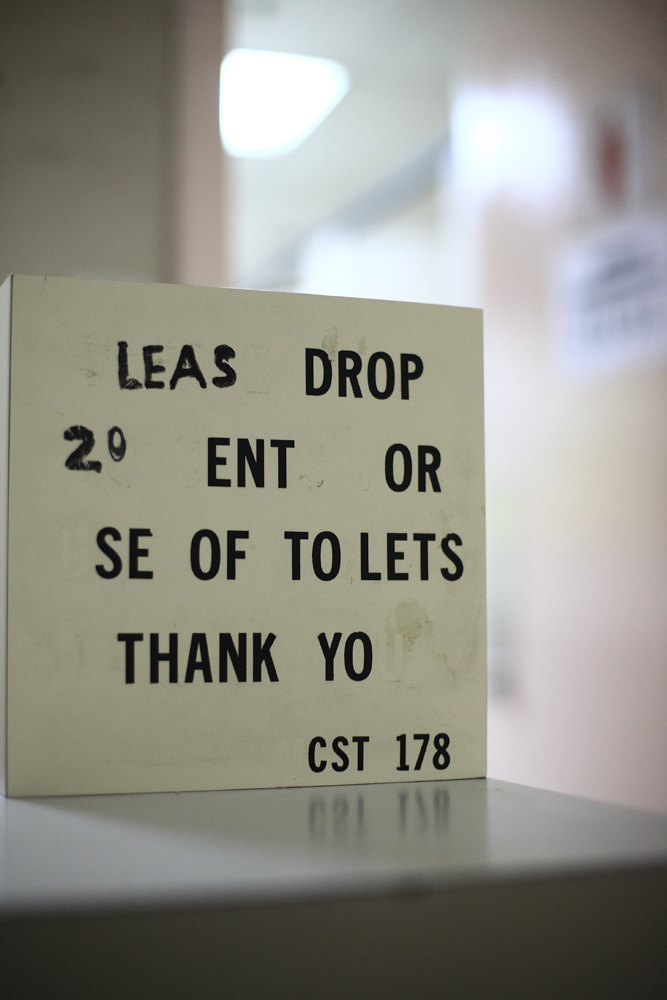 LEAS DROP
20 ENT OR
SE OF TO LETS
THANK YO
CST 178